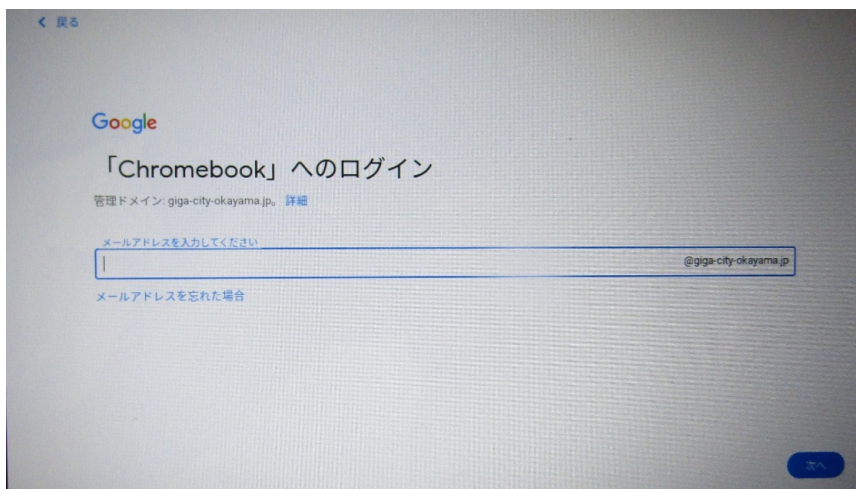 戻る
Google
「Chromebook」へのログイン
管理ドメイン: giga-city-okayama.jp。 詳細
メールアドレスを入力してください
@giga-city-okayama.jp
メールアドレスを忘れた場合
次へ